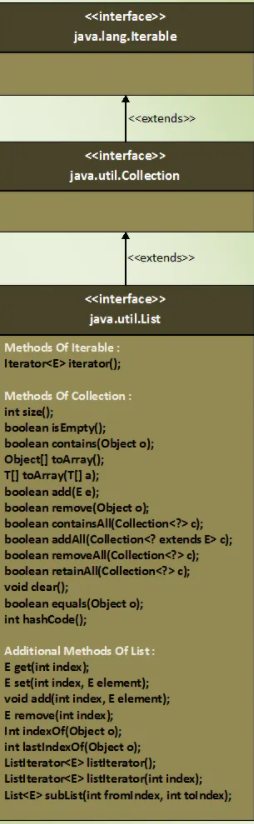 <<interface>>
java.lang.Iterable
<<extends>>
<<interface>>
java.util.Collection
<<extends>>
<<interface>>
java.util.List
Methods Of Iterable :
Iterator<E> iterator();
Methods Of Collection :
int size();
boolean isEmpty();
boolean contains(Object o);
Object[] toArray();
T[] toArray(T[] a);
boolean add(E e);
boolean remove(Object o);
boolean containsAll(Collection<?> c);
boolean addAll(Collection<? extends E> c);
boolean removeAll(Collection<?> c);
boolean retainAll(Collection<?> c);
void clear();
boolean equals(Object o);
int hashCode();
Additional Methods Of List :
E get(int index);
E set(int index, E element);
void add(int index, E element);
E remove(int index);
Int indexOf(Object o);
int lastIndexOf(Object o);
ListIterator<E> listIterator();
ListIterator<E> listIterator(int index);
List<E> subList(int fromIndex, int toIndex);